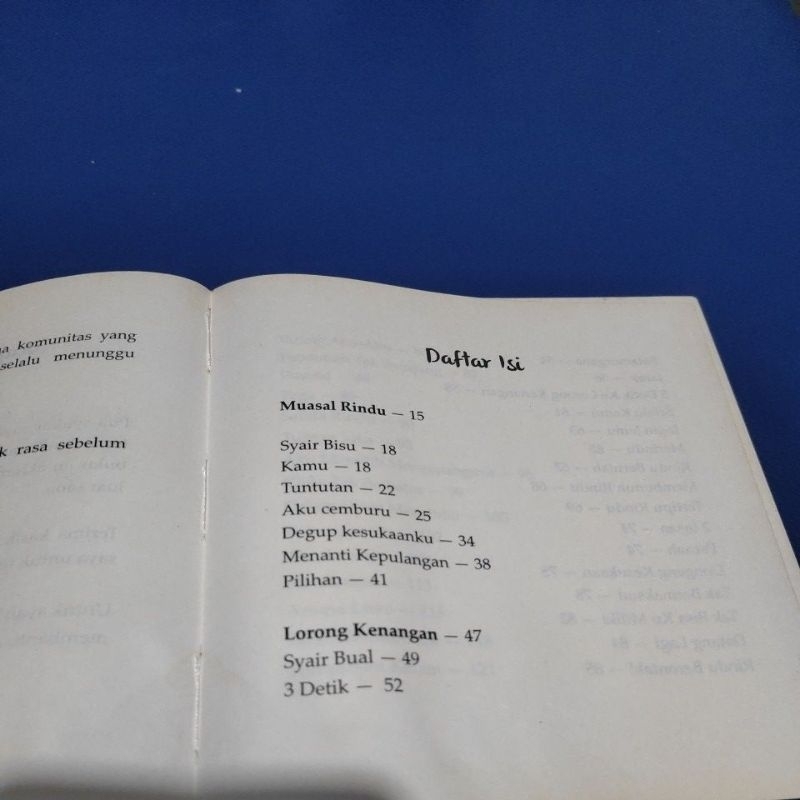 komunitas yang
selalu menunggu
rasa sebelum
Daftar Isi
Muasal Rindu — 15
Syair Bisu — 18
Kamu — 18
Tuntutan — 22
Aku cemburu — 25
Degup kesukaanku — 34
Menanti Kepulangan — 38
Pilihan — 41
Lorong Kenangan — 47
Syair Bual — 49
3 Detik — 52